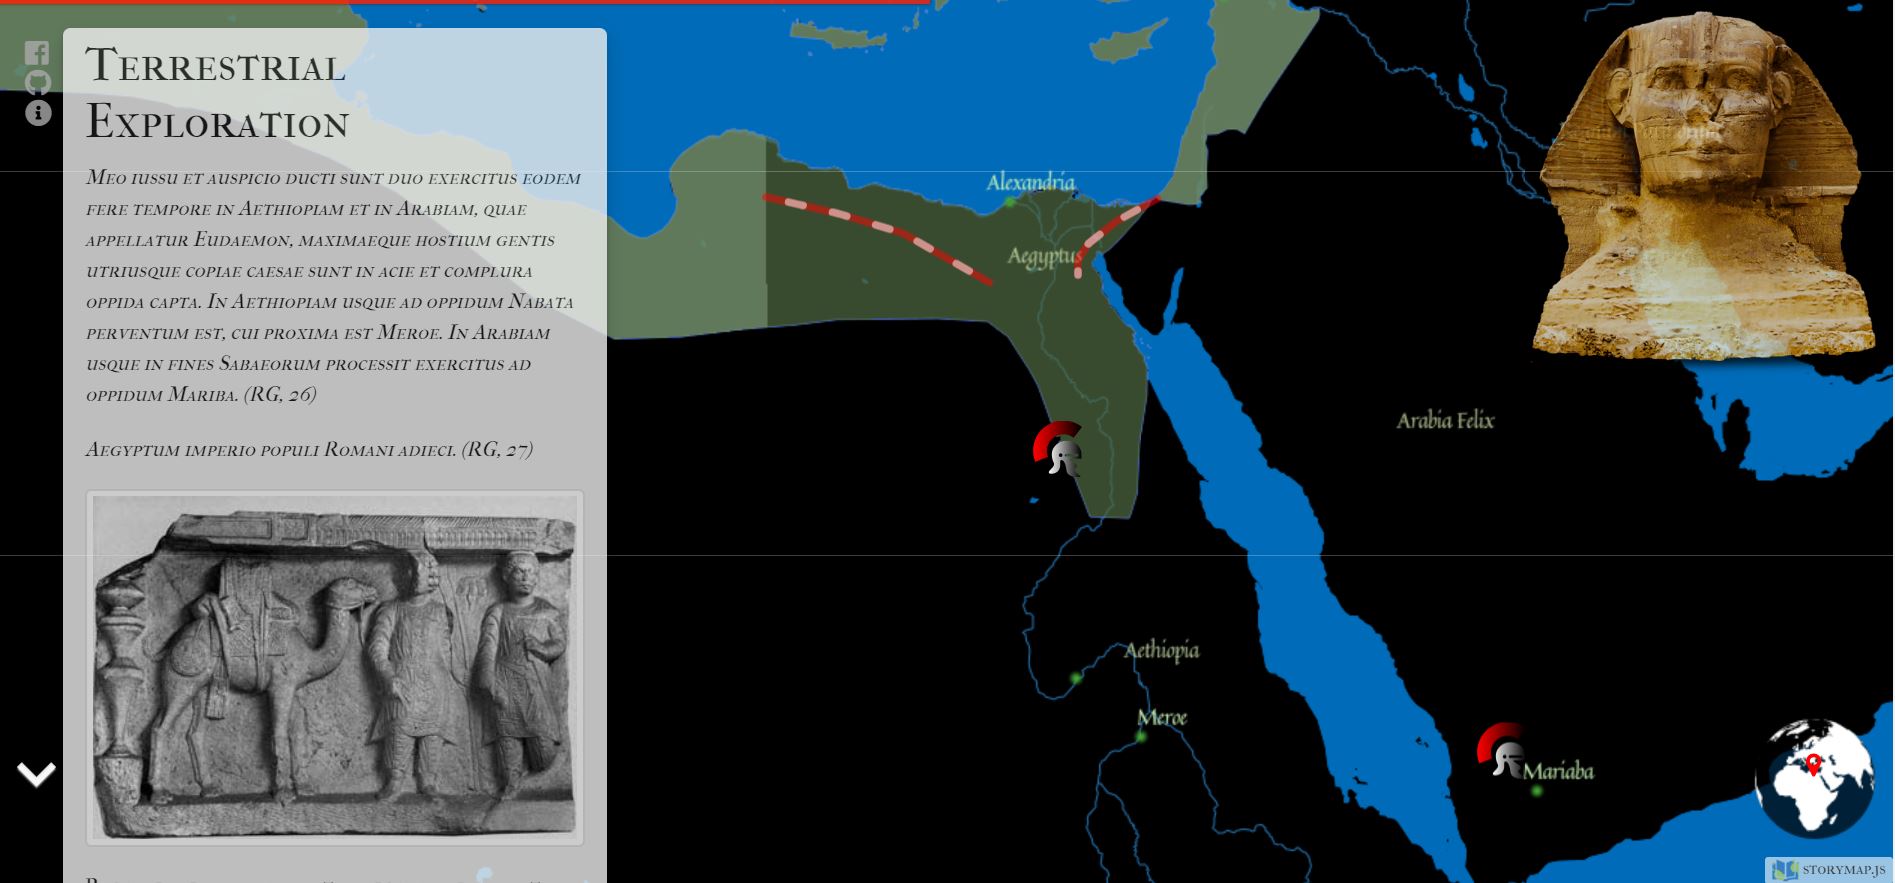 Terrestrial
Exploration
Meo iussu et auspicio ducti sunt duo exercitus eodem
fere tempore in Aethiopiam et in Arabiam, quae
appellatur Eudaemon, maximaeque hostium gentis
utriusque copiae caesae sunt in acie et complura
oppida capta. In Aethiopiam usque ad oppidum Nabata
perventum est, cui proxima est Meroe. In Arabiam
usque in fines Sabaeorum processit exercitus ad
oppidum Mariba. (RG, 26)
Aegyptum imperio populi Romani adieci. (RG, 27)
Alexandria
Aegyptus
Arabia Felix
Aethiopia
Meroe
Mariaba
StoryMap.js